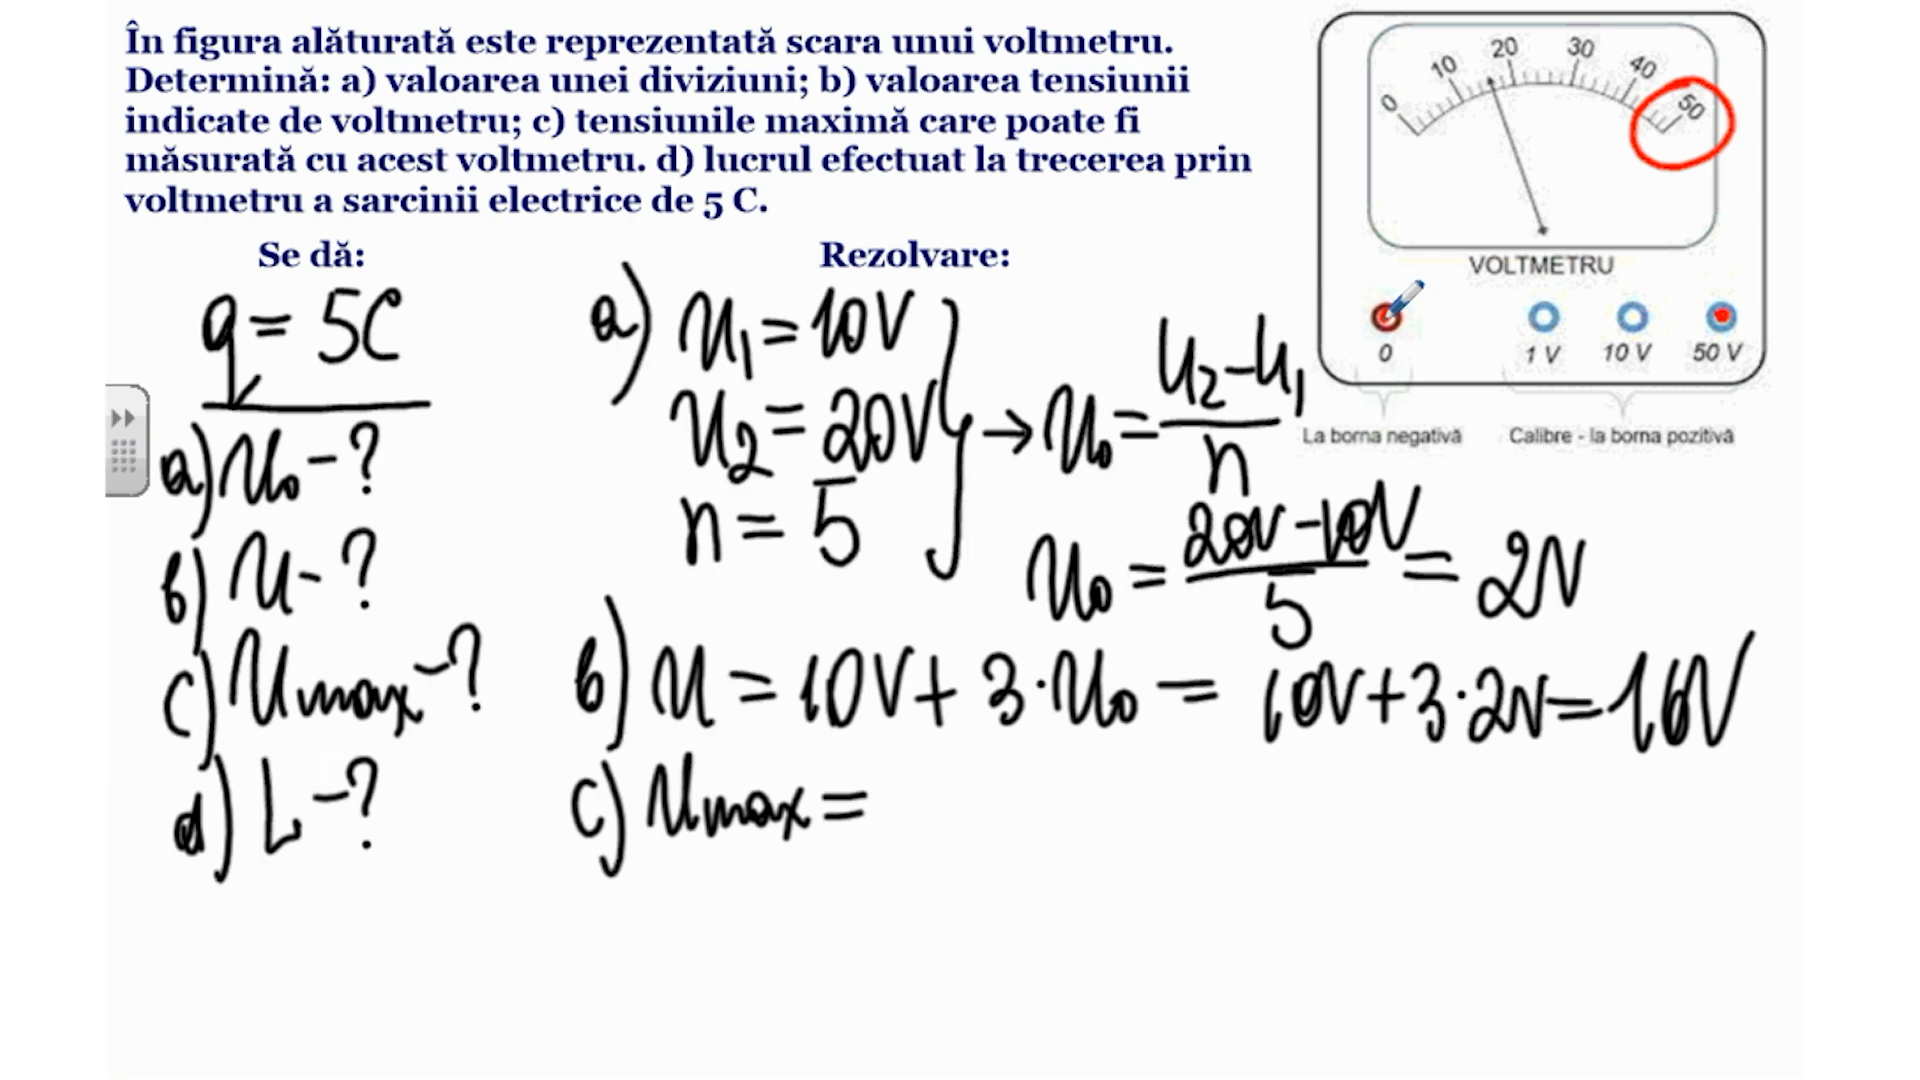 În figura alăturată este reprezentată scara unui voltmetru.
Determină: a) valoarea unei diviziuni; b) valoarea tensiunii
indicate de voltmetru; c) tensiunile maximă care poate fi
măsurată cu acest voltmetru. d) lucrul efectuat la trecerea prin
voltmetru a sarcinii electrice de 5 C.
0 10 20 30 40 50
VOLTMETRU
0 1 V 10 V 50 V
La borna negativă Calibre - la borna pozitivă
Se dă:
q = 5C
a) U₀ - ?
b) U - ?
c) Umax - ?
d) L - ?
Rezolvare:
a) U₁ = 10V
U₂ = 20V
n = 5
→ U₀ = (U₂ - U₁)/n
U₀ = (20V - 10V)/5 = 2V
b) U = 10V + 3·U₀ = 10V + 3·2V = 16V
c) Umax =